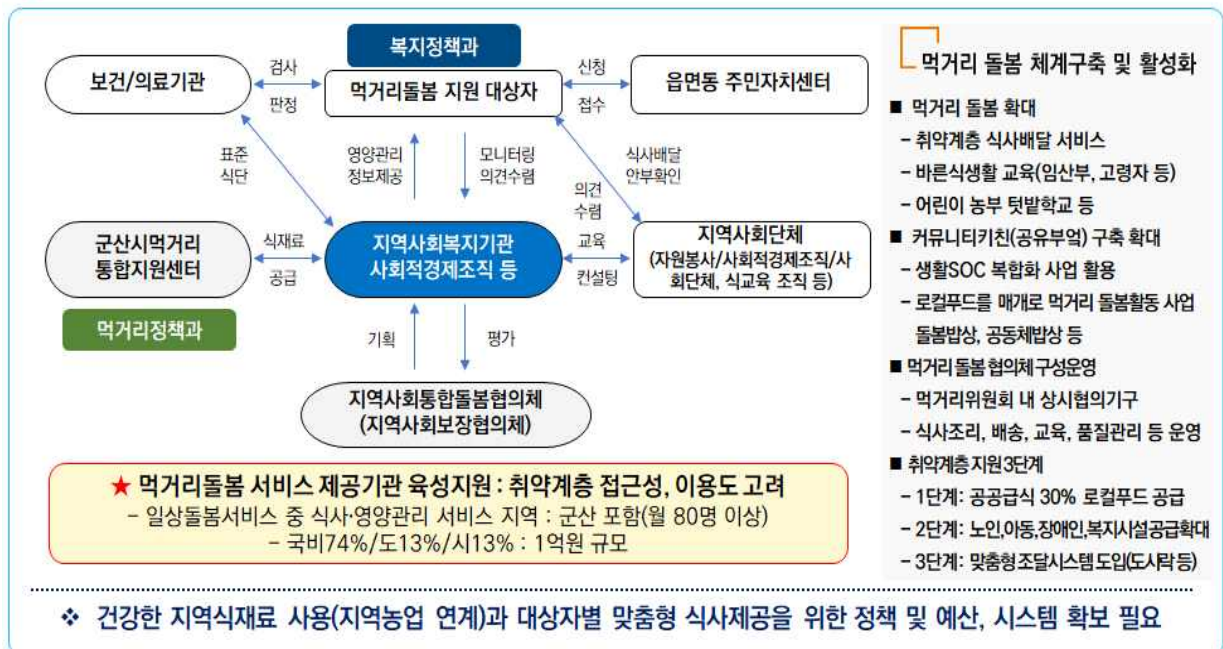 복지정책과
보건/의료기관
검사
판정
먹거리돌봄 지원 대상자
신청
접수
읍면동 주민자치센터
표준
식단
영양관리
정보제공
모니터링
의견수렴
식사배달
안부확인
의견
수렴
군산시먹거리
통합지원센터
식재료
공급
지역사회복지기관
사회적경제조직 등
교육
컨설팅
지역사회단체
(자원봉사/사회적경제조직/사
회단체, 식교육 조직 등)
먹거리정책과
기획
평가
지역사회통합돌봄협의체
(지역사회보장협의체)
★ 먹거리돌봄 서비스 제공기관 육성지원 : 취약계층 접근성, 이용도 고려
– 일상돌봄서비스 중 식사·영양관리 서비스 지역 : 군산 포함(월 80명 이상)
– 국비74%/도13%/시13% : 1억원 규모
먹거리 돌봄 체계구축 및 활성화
■ 먹거리 돌봄 확대
– 취약계층 식사배달 서비스
– 바른식생활 교육(임산부, 고령자 등)
– 어린이 농부 텃밭학교 등
■ 커뮤니티키친(공유부엌) 구축 확대
– 생활SOC 복합화 사업 활용
– 로컬푸드를 매개로 먹거리 돌봄활동 사업
돌봄밥상, 공동체밥상 등
■ 먹거리 돌봄 협의체 구성운영
– 먹거리위원회 내 상시협의기구
– 식사조리, 배송, 교육, 품질관리 등 운영
■ 취약계층 지원 3단계
– 1단계: 공공급식 30% 로컬푸드 공급
– 2단계: 노인,아동,장애인,복지시설공급확대
– 3단계: 맞춤형 조달시스템 도입(도시락 등)
❖ 건강한 지역식재료 사용(지역농업 연계)과 대상자별 맞춤형 식사제공을 위한 정책 및 예산, 시스템 확보 필요